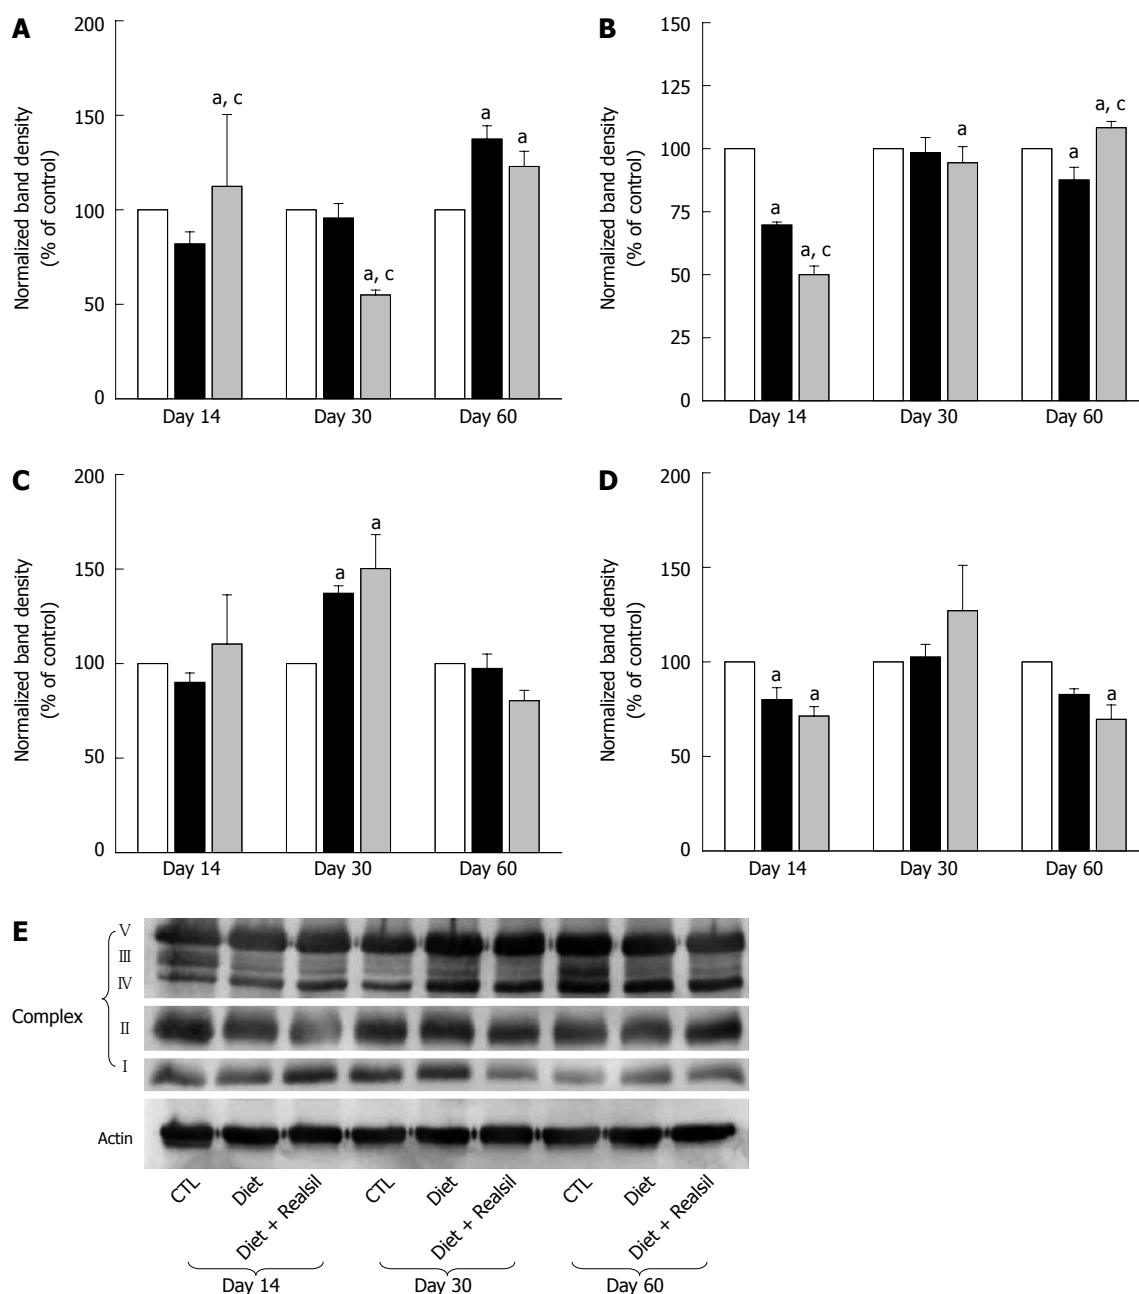 A
Normalized band density
(% of control)
200
150
100
50
0
a, c
a, c
a
a
Day 14
Day 30
Day 60
B
Normalized band density
(% of control)
150
125
100
75
50
25
0
a
a, c
a
a
a, c
Day 14
Day 30
Day 60
C
Normalized band density
(% of control)
200
150
100
50
0
a
a
Day 14
Day 30
Day 60
D
Normalized band density
(% of control)
200
150
100
50
0
a
a
a
Day 14
Day 30
Day 60
E
Complex
Ⅴ
Ⅲ
Ⅳ
Ⅱ
Ⅰ
Actin
CTL
Diet
Diet + Realsil
CTL
Diet
Diet + Realsil
CTL
Diet
Diet + Realsil
Day 14
Day 30
Day 60